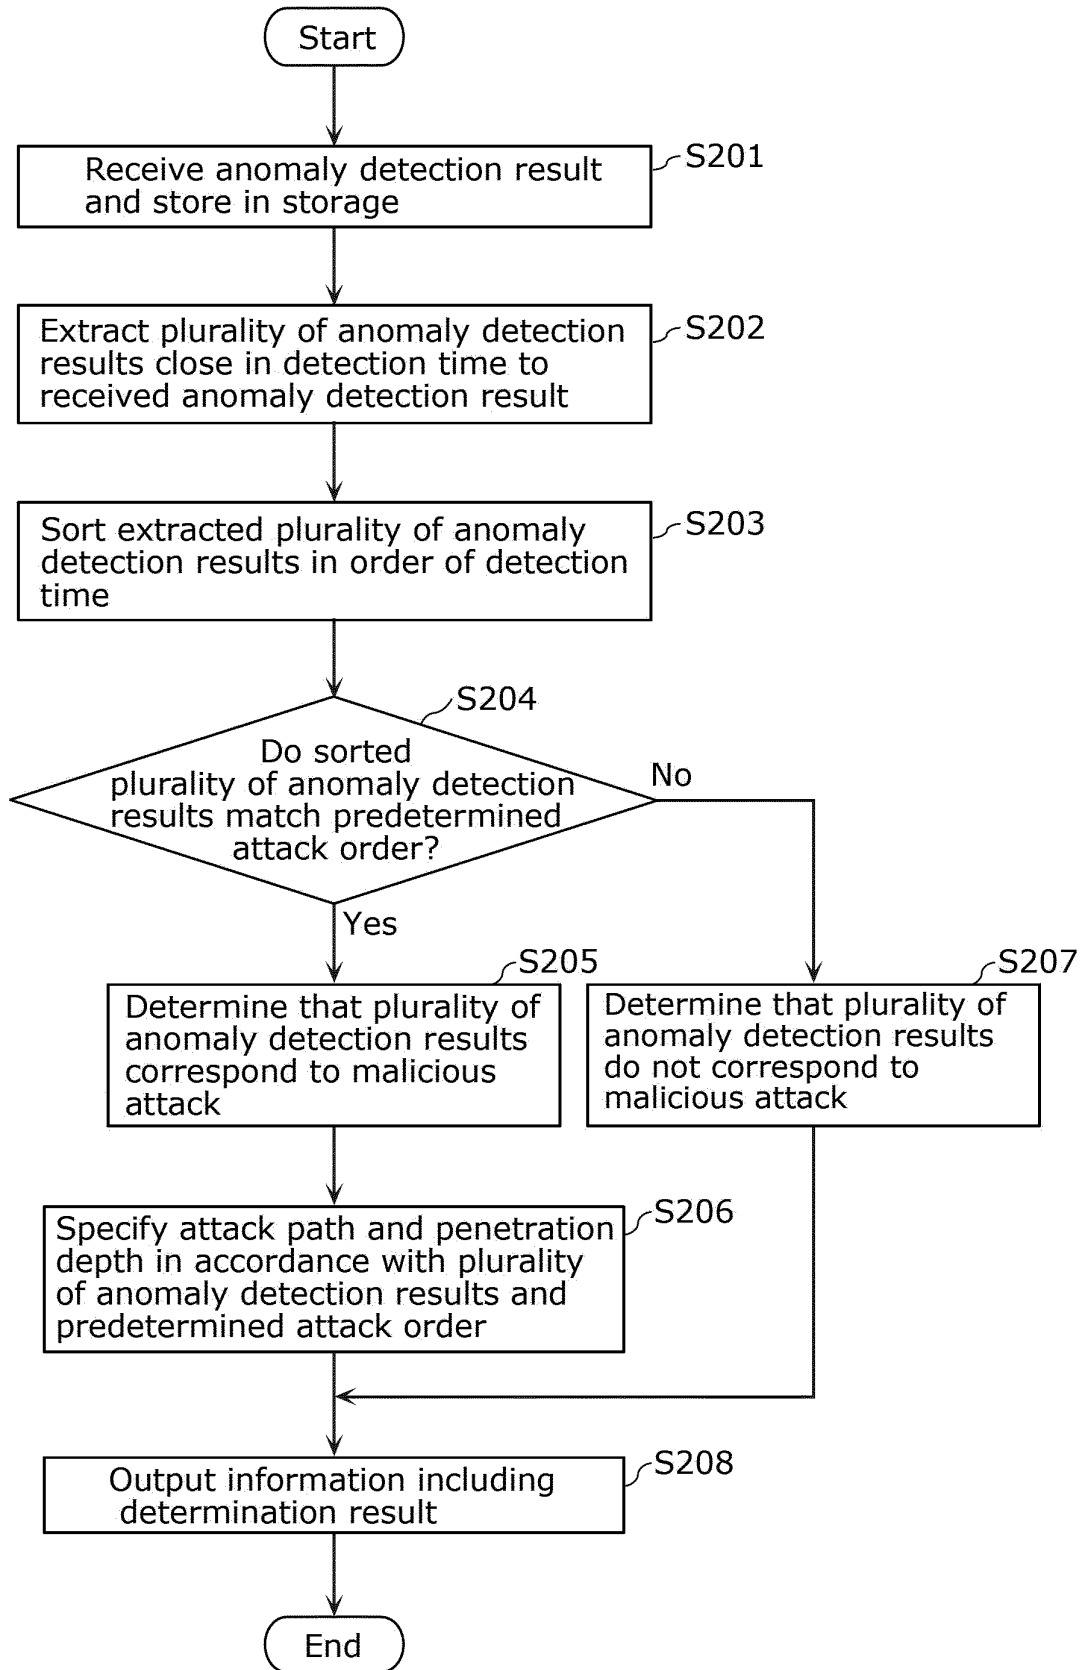 Start
Receive anomaly detection result
and store in storage
S201
Extract plurality of anomaly detection
results close in detection time to
received anomaly detection result
S202
Sort extracted plurality of anomaly
detection results in order of detection
time
S203
S204
Do sorted
plurality of anomaly detection
results match predetermined
attack order?
No
Yes
S205
Determine that plurality of
anomaly detection results
correspond to malicious
attack
S207
Determine that plurality of
anomaly detection results
do not correspond to
malicious attack
S206
Specify attack path and penetration
depth in accordance with plurality
of anomaly detection results and
predetermined attack order
S208
Output information including
determination result
End